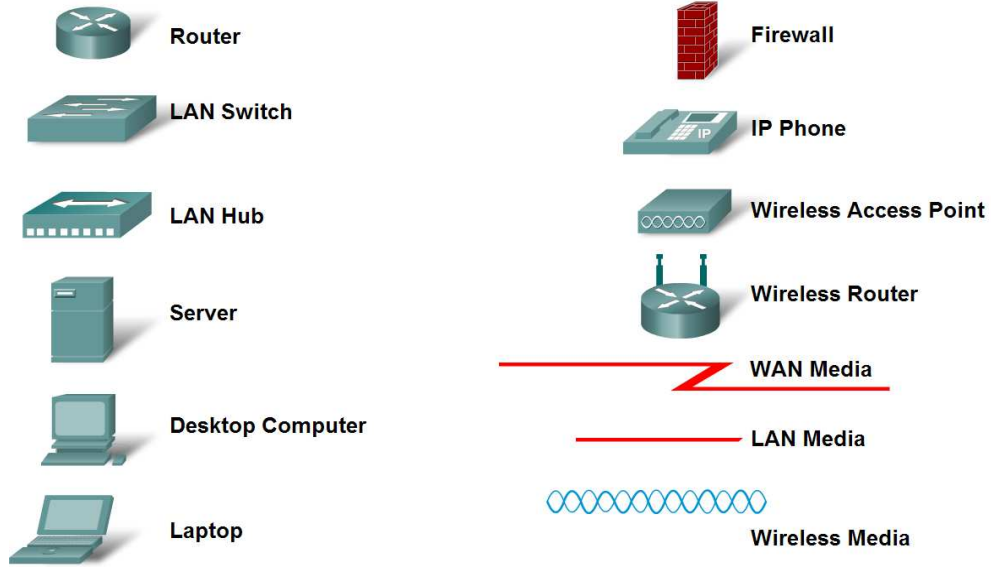 Router
LAN Switch
LAN Hub
Server
Desktop Computer
Laptop
Firewall
IP
IP Phone
Wireless Access Point
Wireless Router
WAN Media
LAN Media
Wireless Media